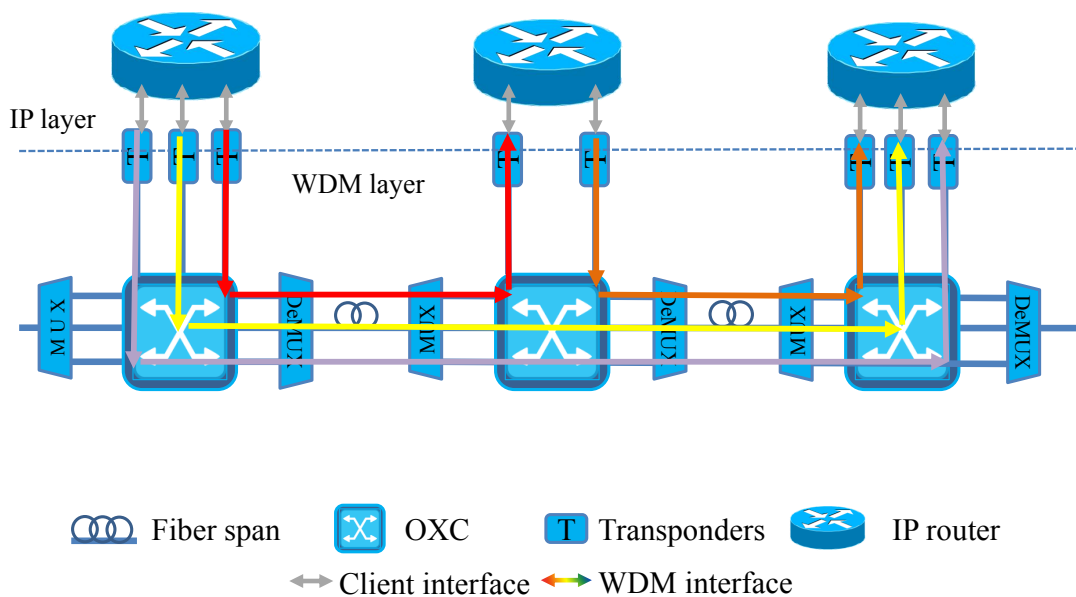 IP layer
T T T T T T T T
WDM layer
MUX DeMUX MUX DeMUX MUX DeMUX
Fiber span OXC T Transponders IP router
Client interface WDM interface